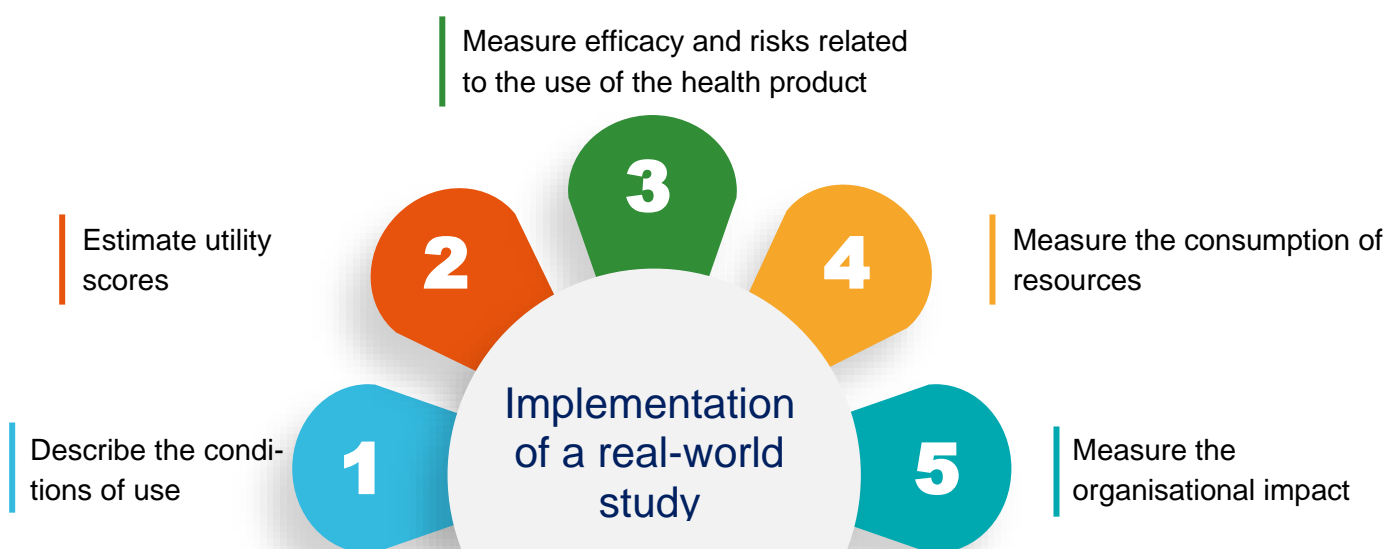 Measure efficacy and risks related
to the use of the health product
3
2
Estimate utility
scores
4
Measure the consumption of
resources
Implementation
of a real-world
study
1
Describe the condi-
tions of use
5
Measure the
organisational impact